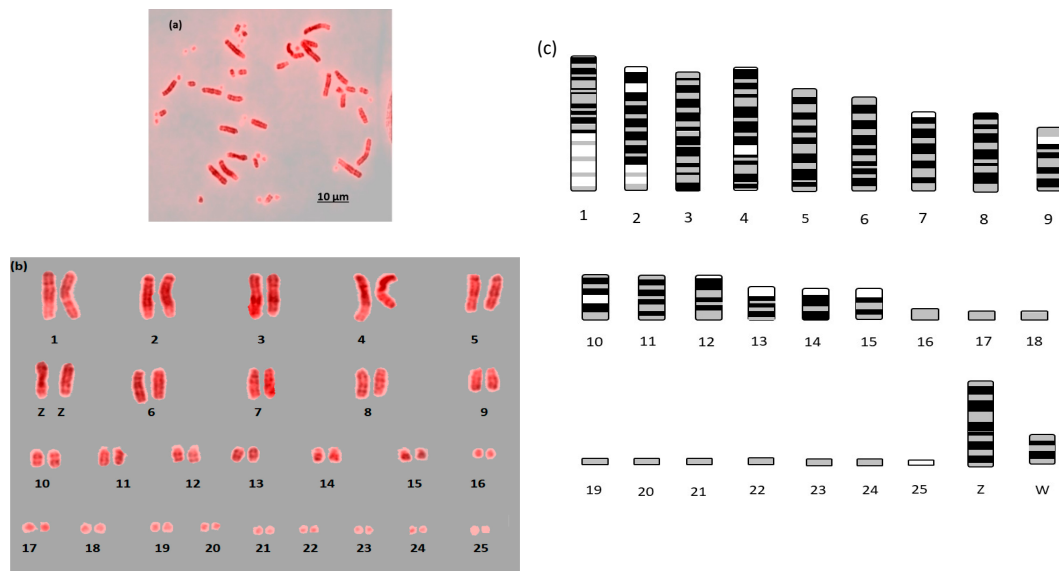 (a)
10 µm
(b)
1 2 3 4 5
Z Z 6 7 8 9
10 11 12 13 14 15 16
17 18 19 20 21 22 23 24 25
(c)
1 2 3 4 5 6 7 8 9
10 11 12 13 14 15 16 17 18
19 20 21 22 23 24 25 Z W